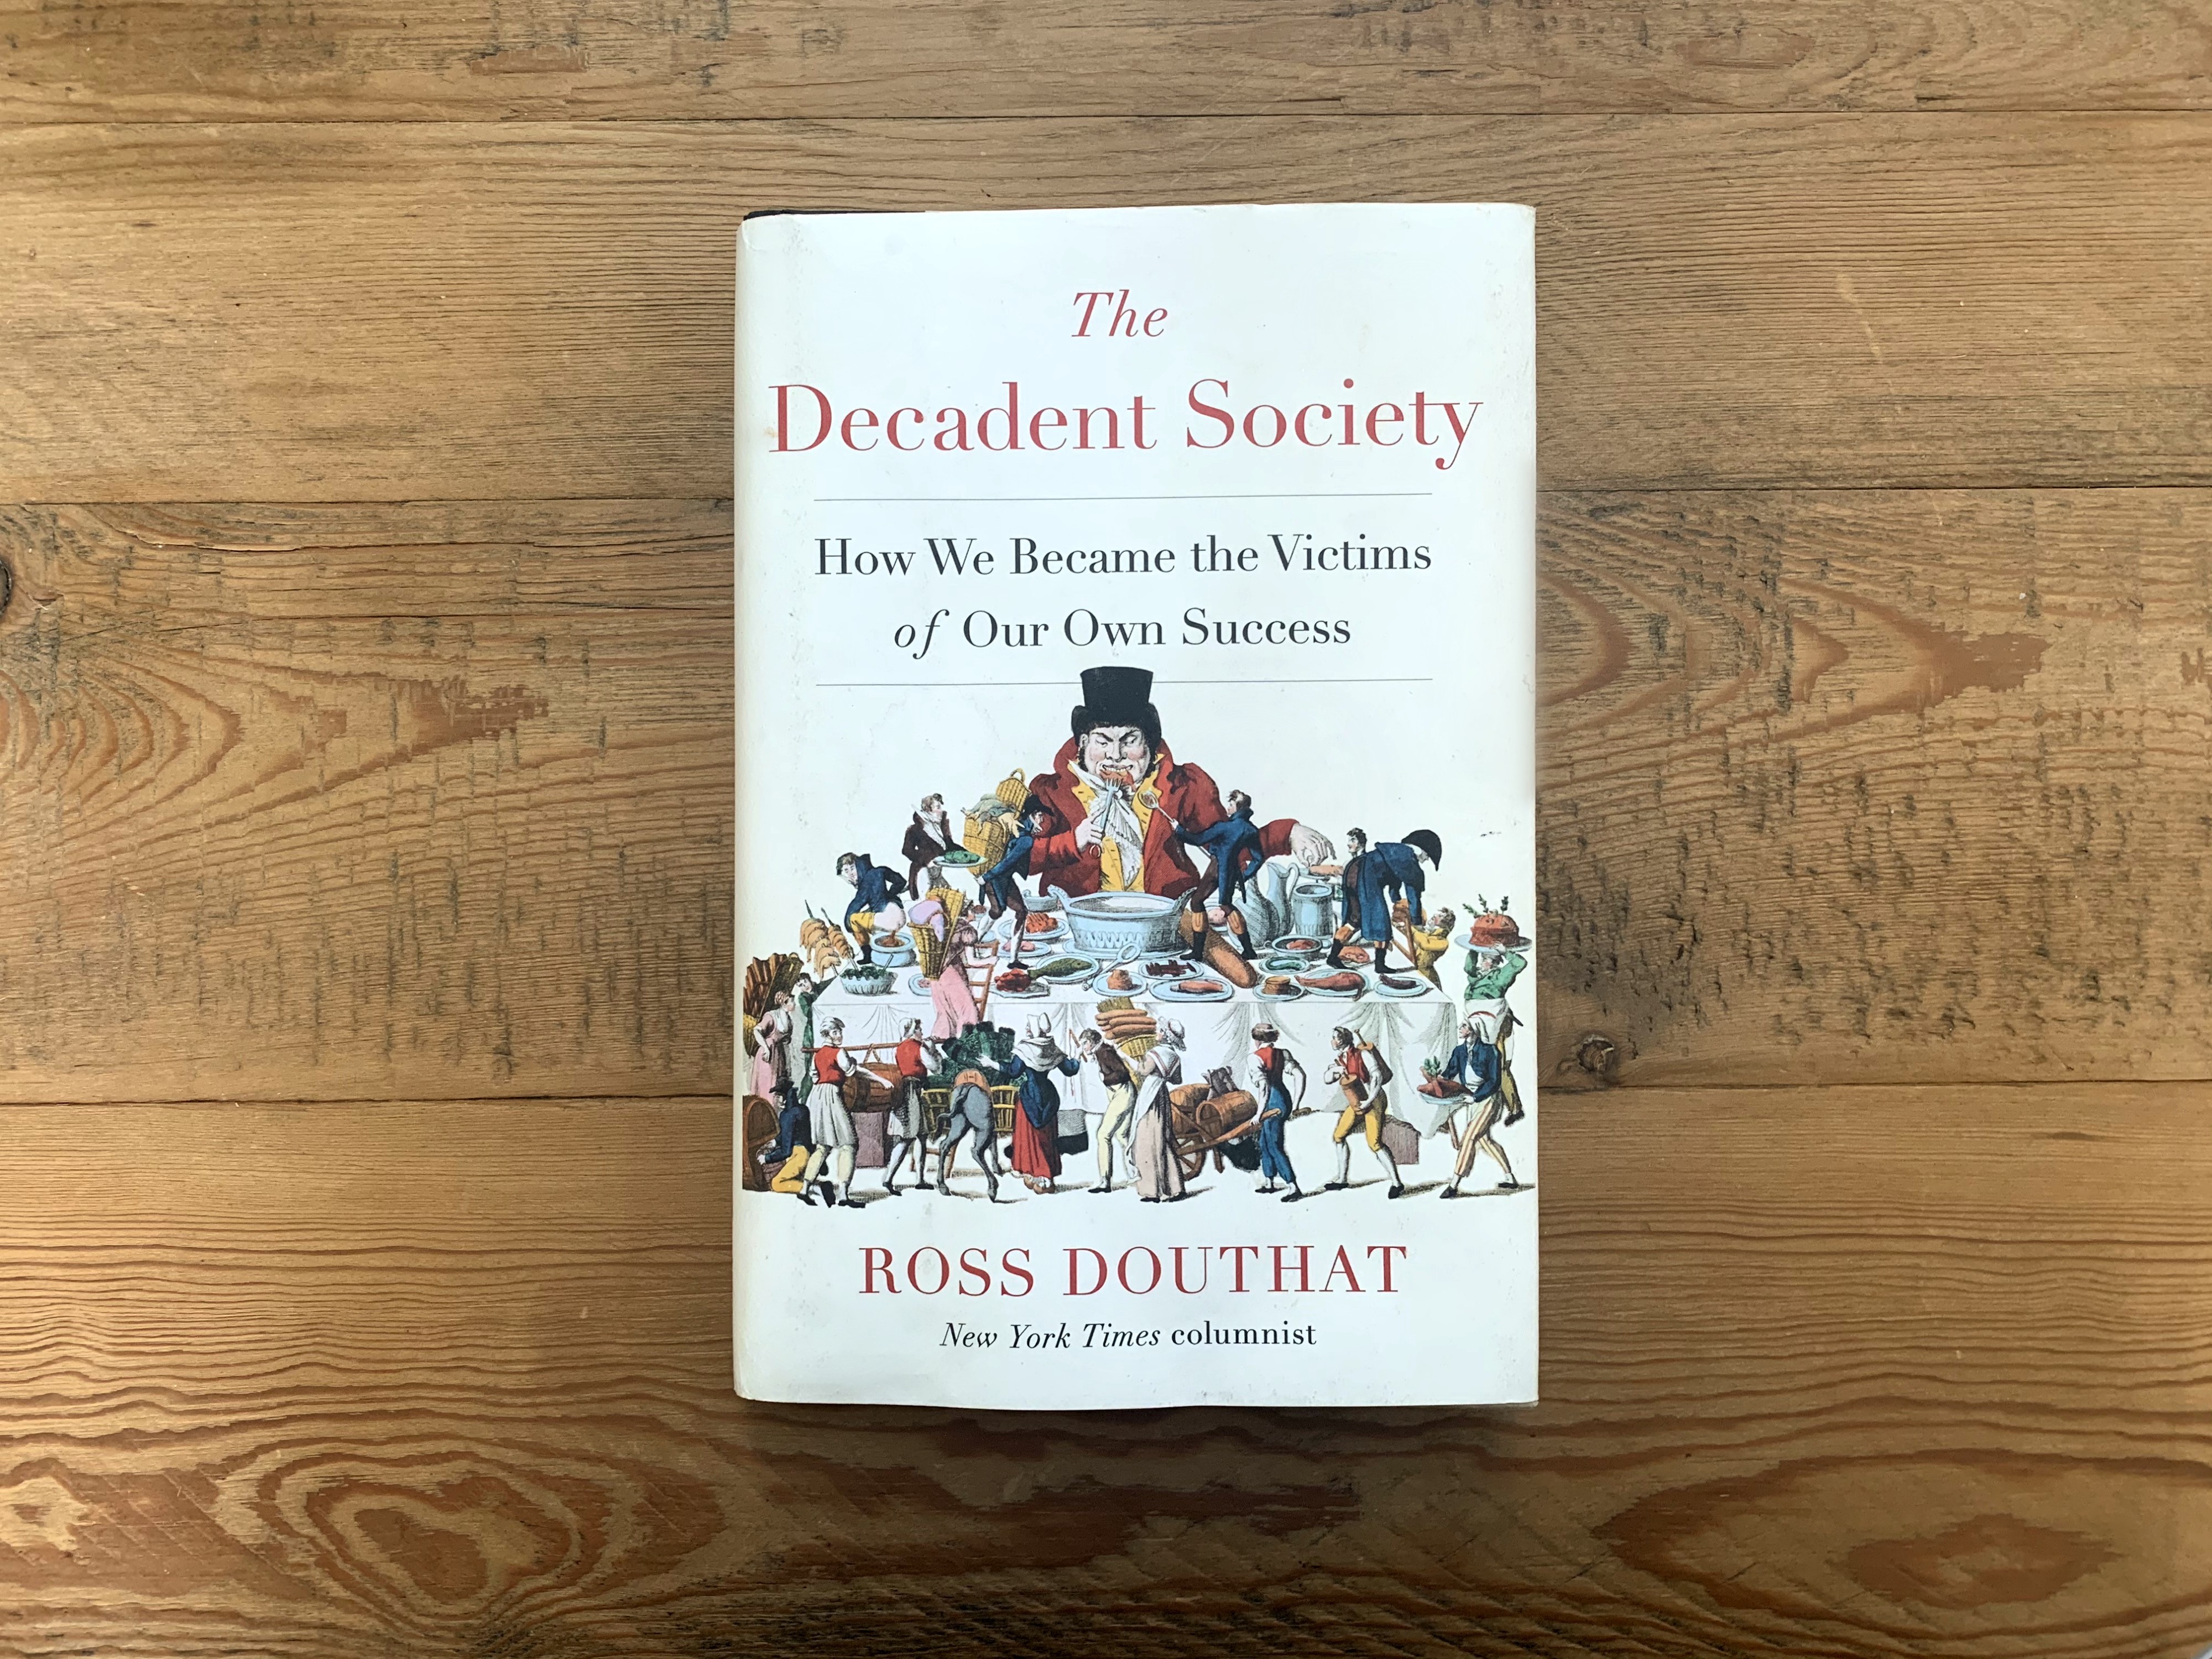 The
Decadent Society
How We Became the Victims
of Our Own Success
ROSS DOUTHAT
New York Times columnist